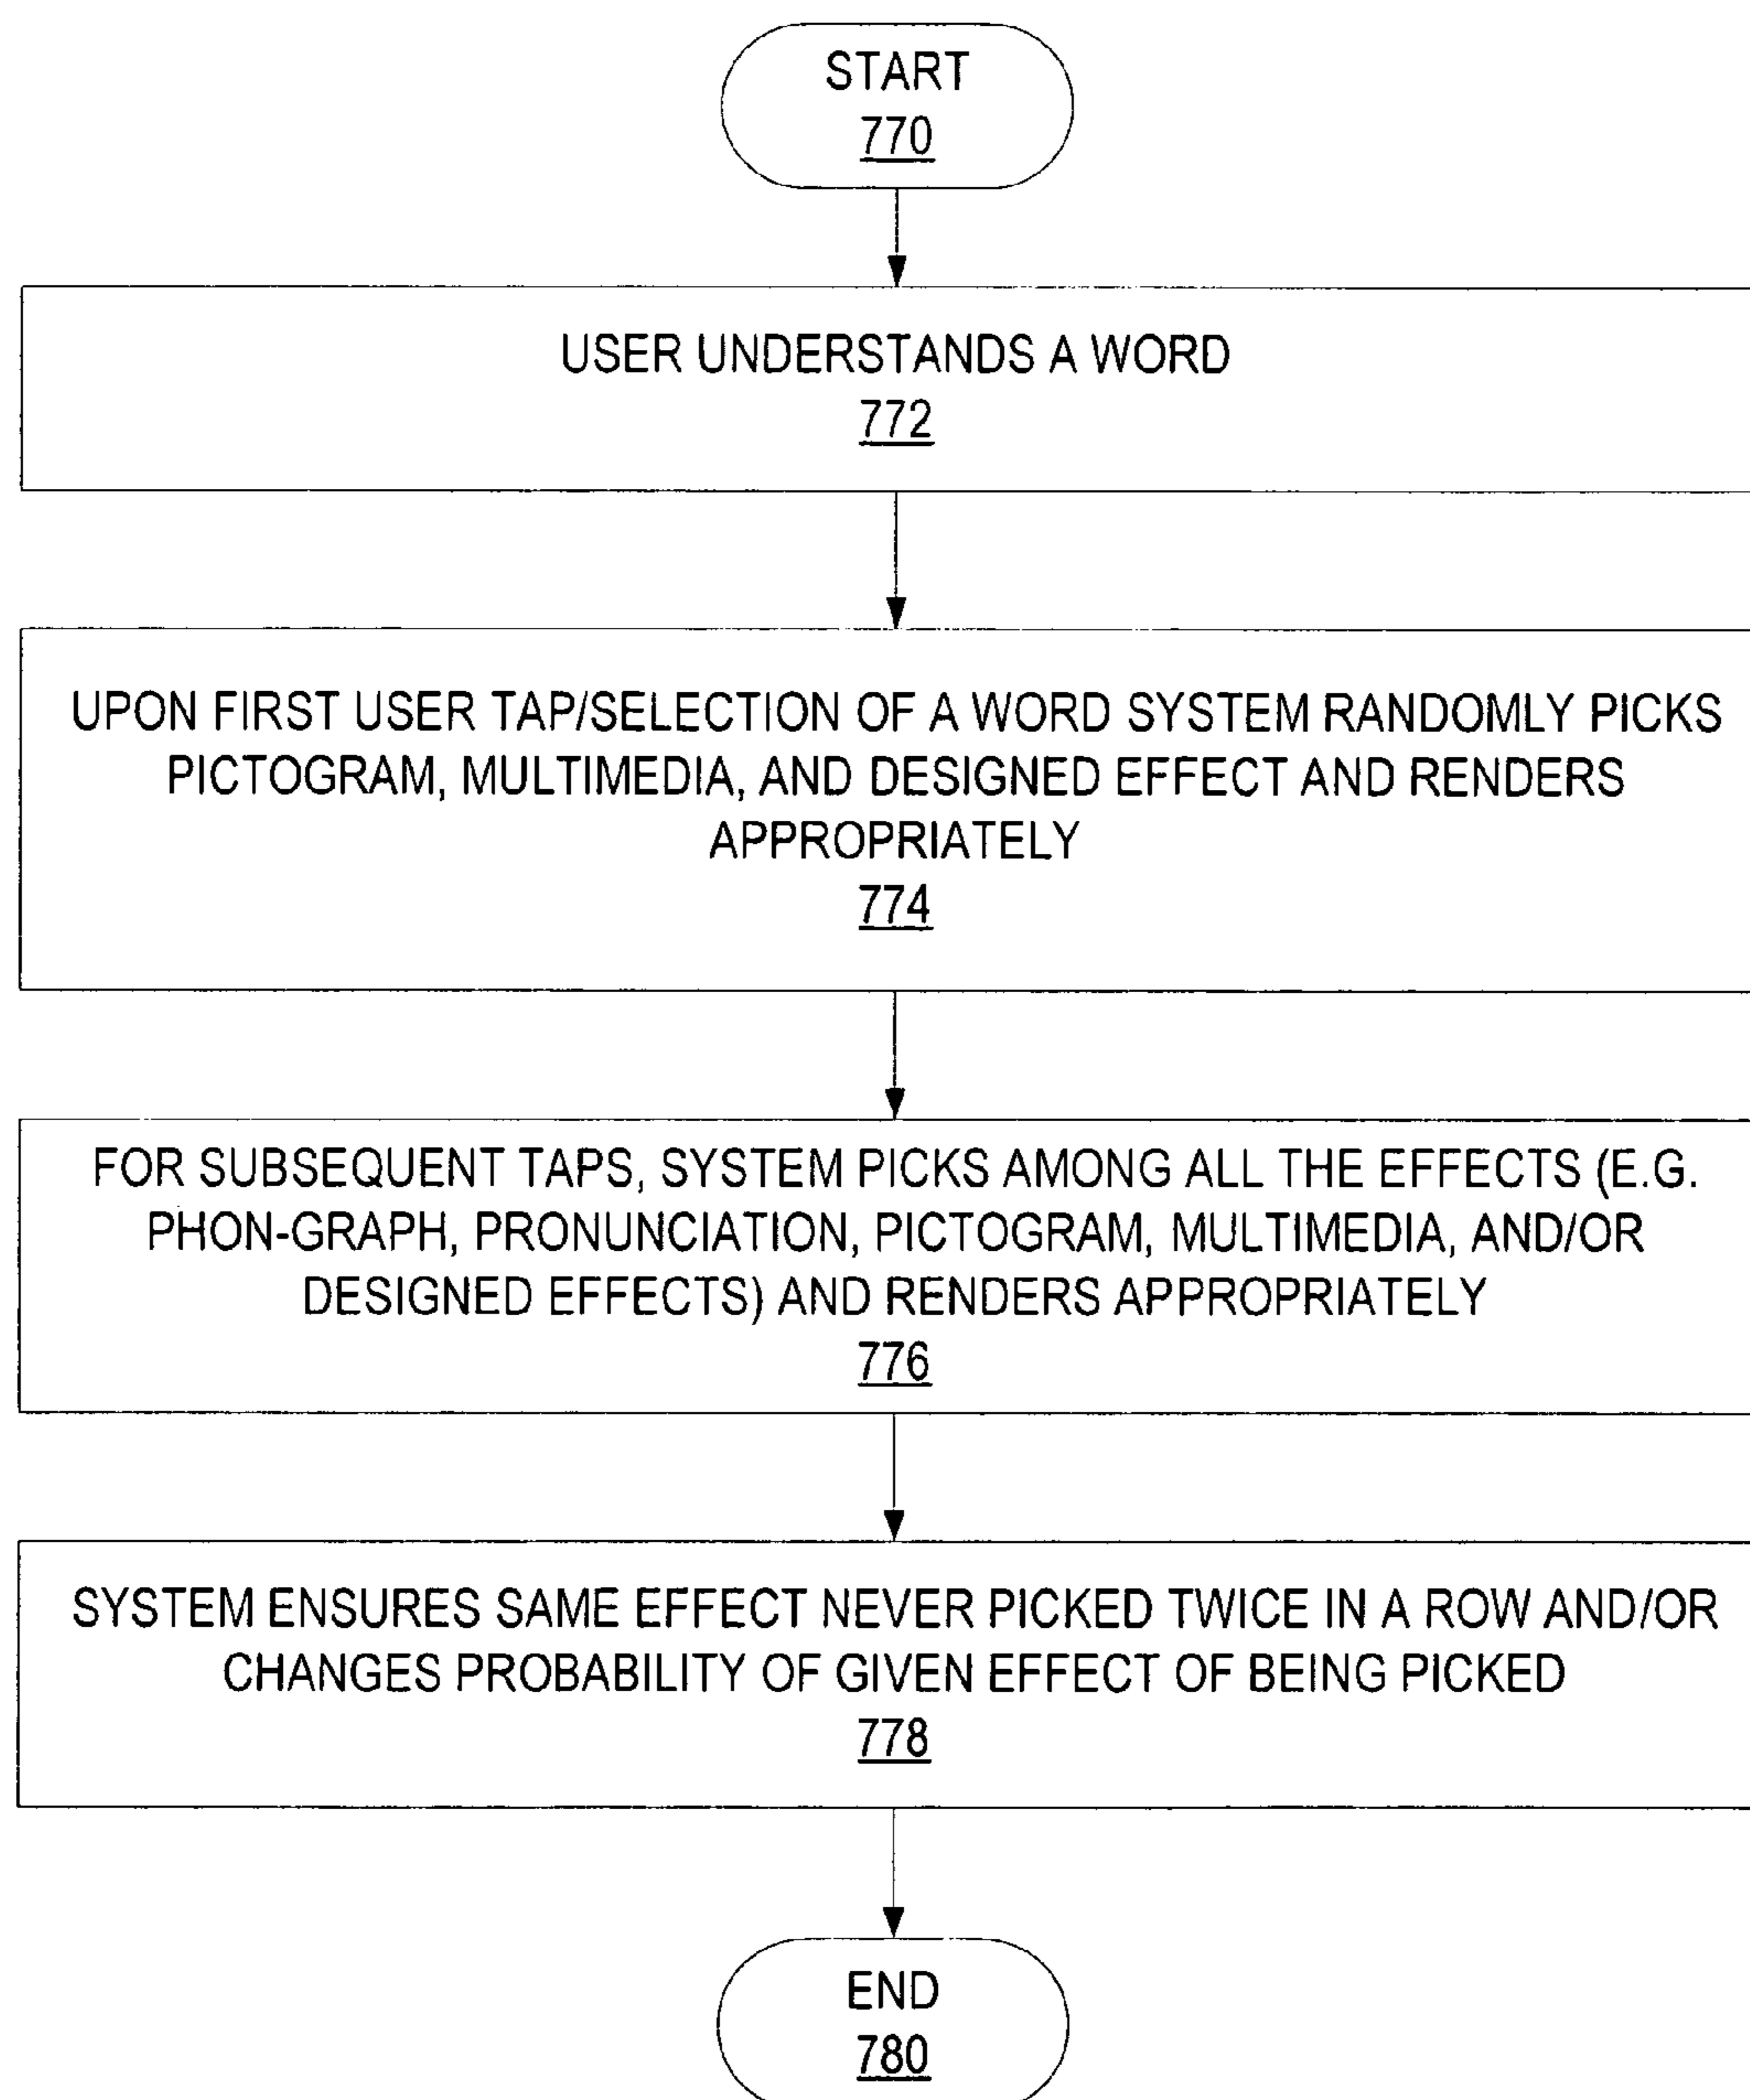 START
770
USER UNDERSTANDS A WORD
772
UPON FIRST USER TAP/SELECTION OF A WORD SYSTEM RANDOMLY PICKS
PICTOGRAM, MULTIMEDIA, AND DESIGNED EFFECT AND RENDERS
APPROPRIATELY
774
FOR SUBSEQUENT TAPS, SYSTEM PICKS AMONG ALL THE EFFECTS (E.G.
PHON-GRAPH, PRONUNCIATION, PICTOGRAM, MULTIMEDIA, AND/OR
DESIGNED EFFECTS) AND RENDERS APPROPRIATELY
776
SYSTEM ENSURES SAME EFFECT NEVER PICKED TWICE IN A ROW AND/OR
CHANGES PROBABILITY OF GIVEN EFFECT OF BEING PICKED
778
END
780